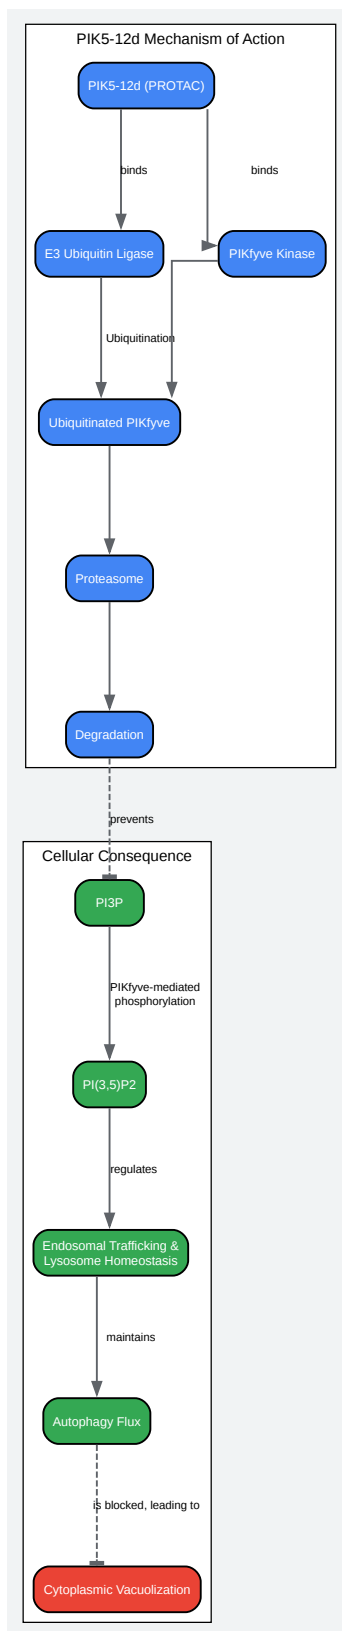 PIK5-12d Mechanism of Action
PIK5-12d (PROTAC)
binds
binds
E3 Ubiquitin Ligase
PIKfyve Kinase
Ubiquitination
Ubiquitinated PIKfyve
Proteasome
Degradation
prevents
Cellular Consequence
PI3P
PIKfyve-mediated
phosphorylation
PI(3,5)P2
regulates
Endosomal Trafficking &
Lysosome Homeostasis
maintains
Autophagy Flux
is blocked, leading to
Cytoplasmic Vacuolization